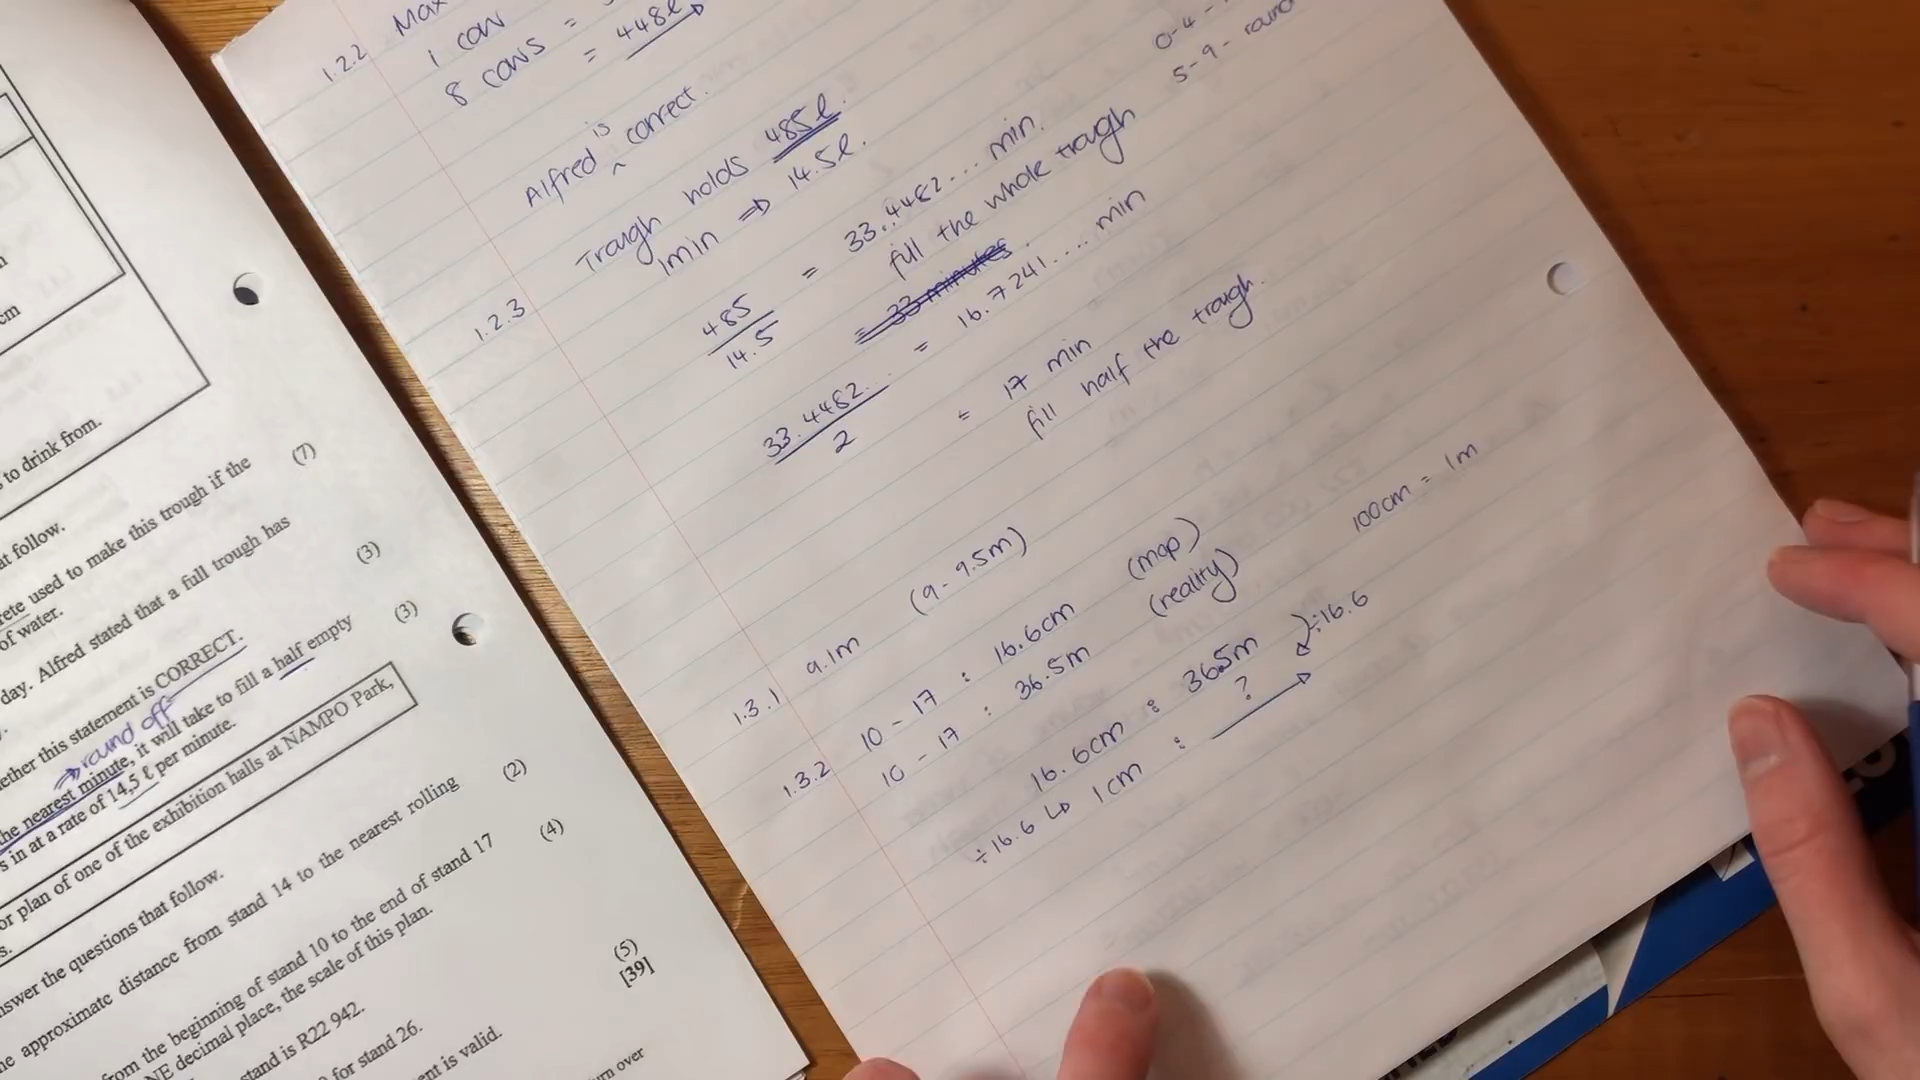 cm
to drink from.
(7)
at follow.
rete used to make this trough if the
of water.
(3)
day. Alfred stated that a full trough has
(3)
ether this statement is CORRECT.
round off
the nearest minute, it will take to fill a half empty
s in at a rate of 14,5 ℓ per minute.
or plan of one of the exhibition halls at NAMPO Park,
s.
nswer the questions that follow.
he approximate distance from stand 14 to the nearest rolling
(2)
from the beginning of stand 10 to the end of stand 17
(4)
NE decimal place, the scale of this plan.
stand is R22 942.
(5)
[39]
for stand 26.
ent is valid.
urn over
1.2.2 Max
1 cow
8 cows =
= 448ℓ
0-4 -
5-9 - round
Alfred is correct.
1.2.3 Trough holds 485ℓ.
1min ⇒ 14.5ℓ.
485/14.5 = 33.4482... min.
fill the whole trough
= 33 minutes
33.4482.../2 = 16.7241.... min
= 17 min
fill half the trough.
1.3.1 9.1m (9-9.5m)
1.3.2 10 - 17 : 16.6cm (map)
10 - 17 : 36.5m (reality)
100cm = 1m
16.6cm : 36.5m ÷16.6
÷16.6 ↳ 1cm : ?